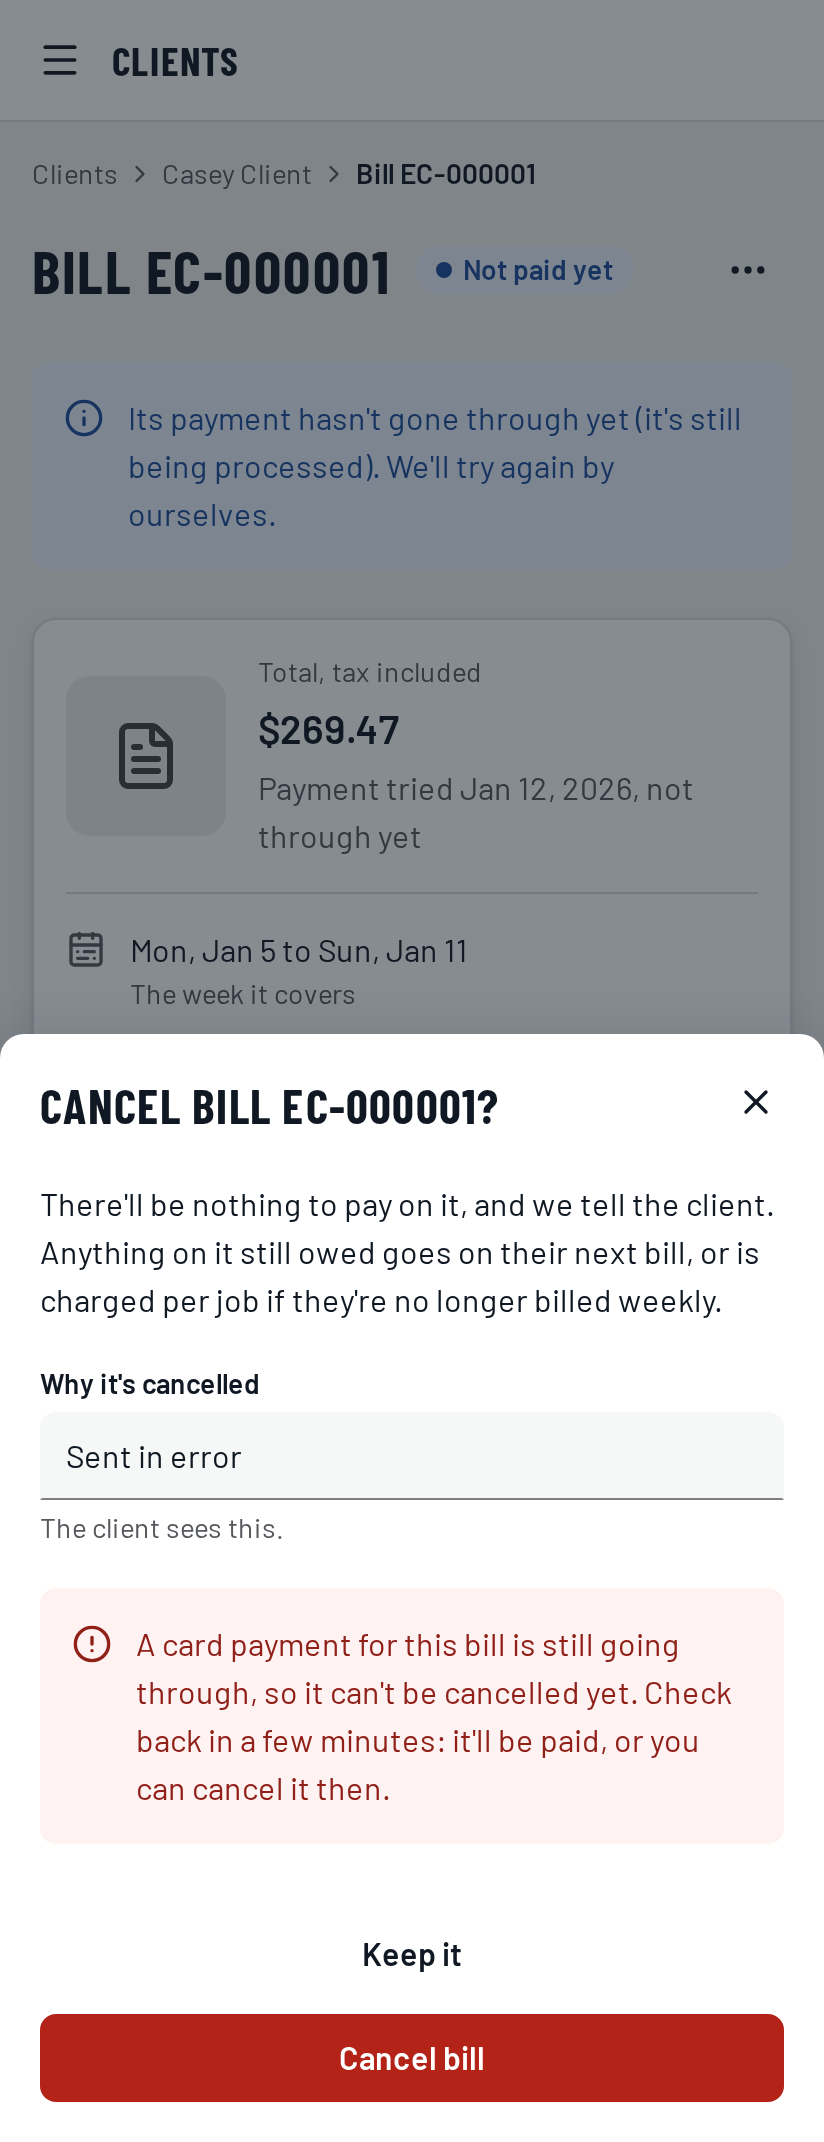 CLIENTS
Clients > Casey Client > Bill EC-000001
BILL EC-000001
Not paid yet
Its payment hasn't gone through yet (it's still
being processed). We'll try again by
ourselves.
Total, tax included
$269.47
Payment tried Jan 12, 2026, not
through yet
Mon, Jan 5 to Sun, Jan 11
The week it covers
CANCEL BILL EC-000001?
There'll be nothing to pay on it, and we tell the client.
Anything on it still owed goes on their next bill, or is
charged per job if they're no longer billed weekly.
Why it's cancelled
Sent in error
The client sees this.
A card payment for this bill is still going
through, so it can't be cancelled yet. Check
back in a few minutes: it'll be paid, or you
can cancel it then.
Keep it
Cancel bill